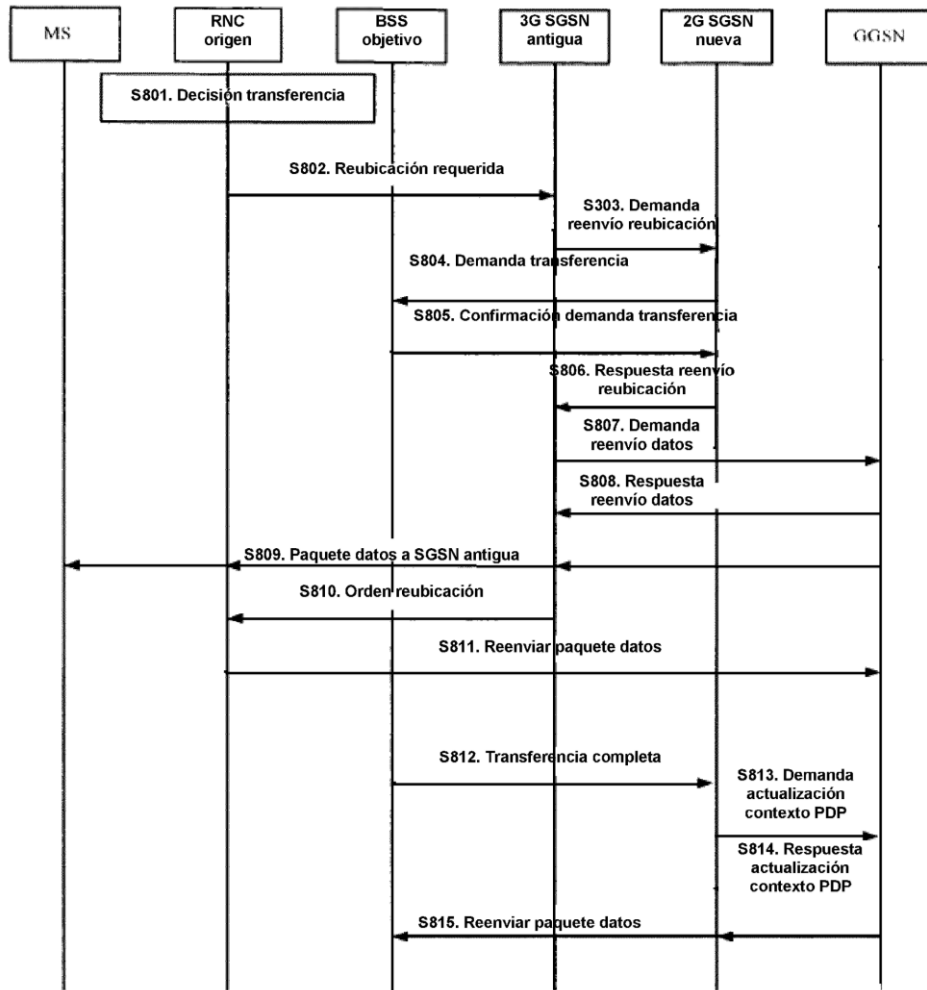 MS
RNC
origen
BSS
objetivo
3G SGSN
antigua
2G SGSN
nueva
GGSN
S801. Decisión transferencia
S802. Reubicación requerida
S303. Demanda
reenvío reubicación
S804. Demanda transferencia
S805. Confirmación demanda transferencia
S806. Respuesta reenvío
reubicación
S807. Demanda
reenvío datos
S808. Respuesta
reenvío datos
S809. Paquete datos a SGSN antigua
S810. Orden reubicación
S811. Reenviar paquete datos
S812. Transferencia completa
S813. Demanda
actualización
contexto PDP
S814. Respuesta
actualización
contexto PDP
S815. Reenviar paquete datos